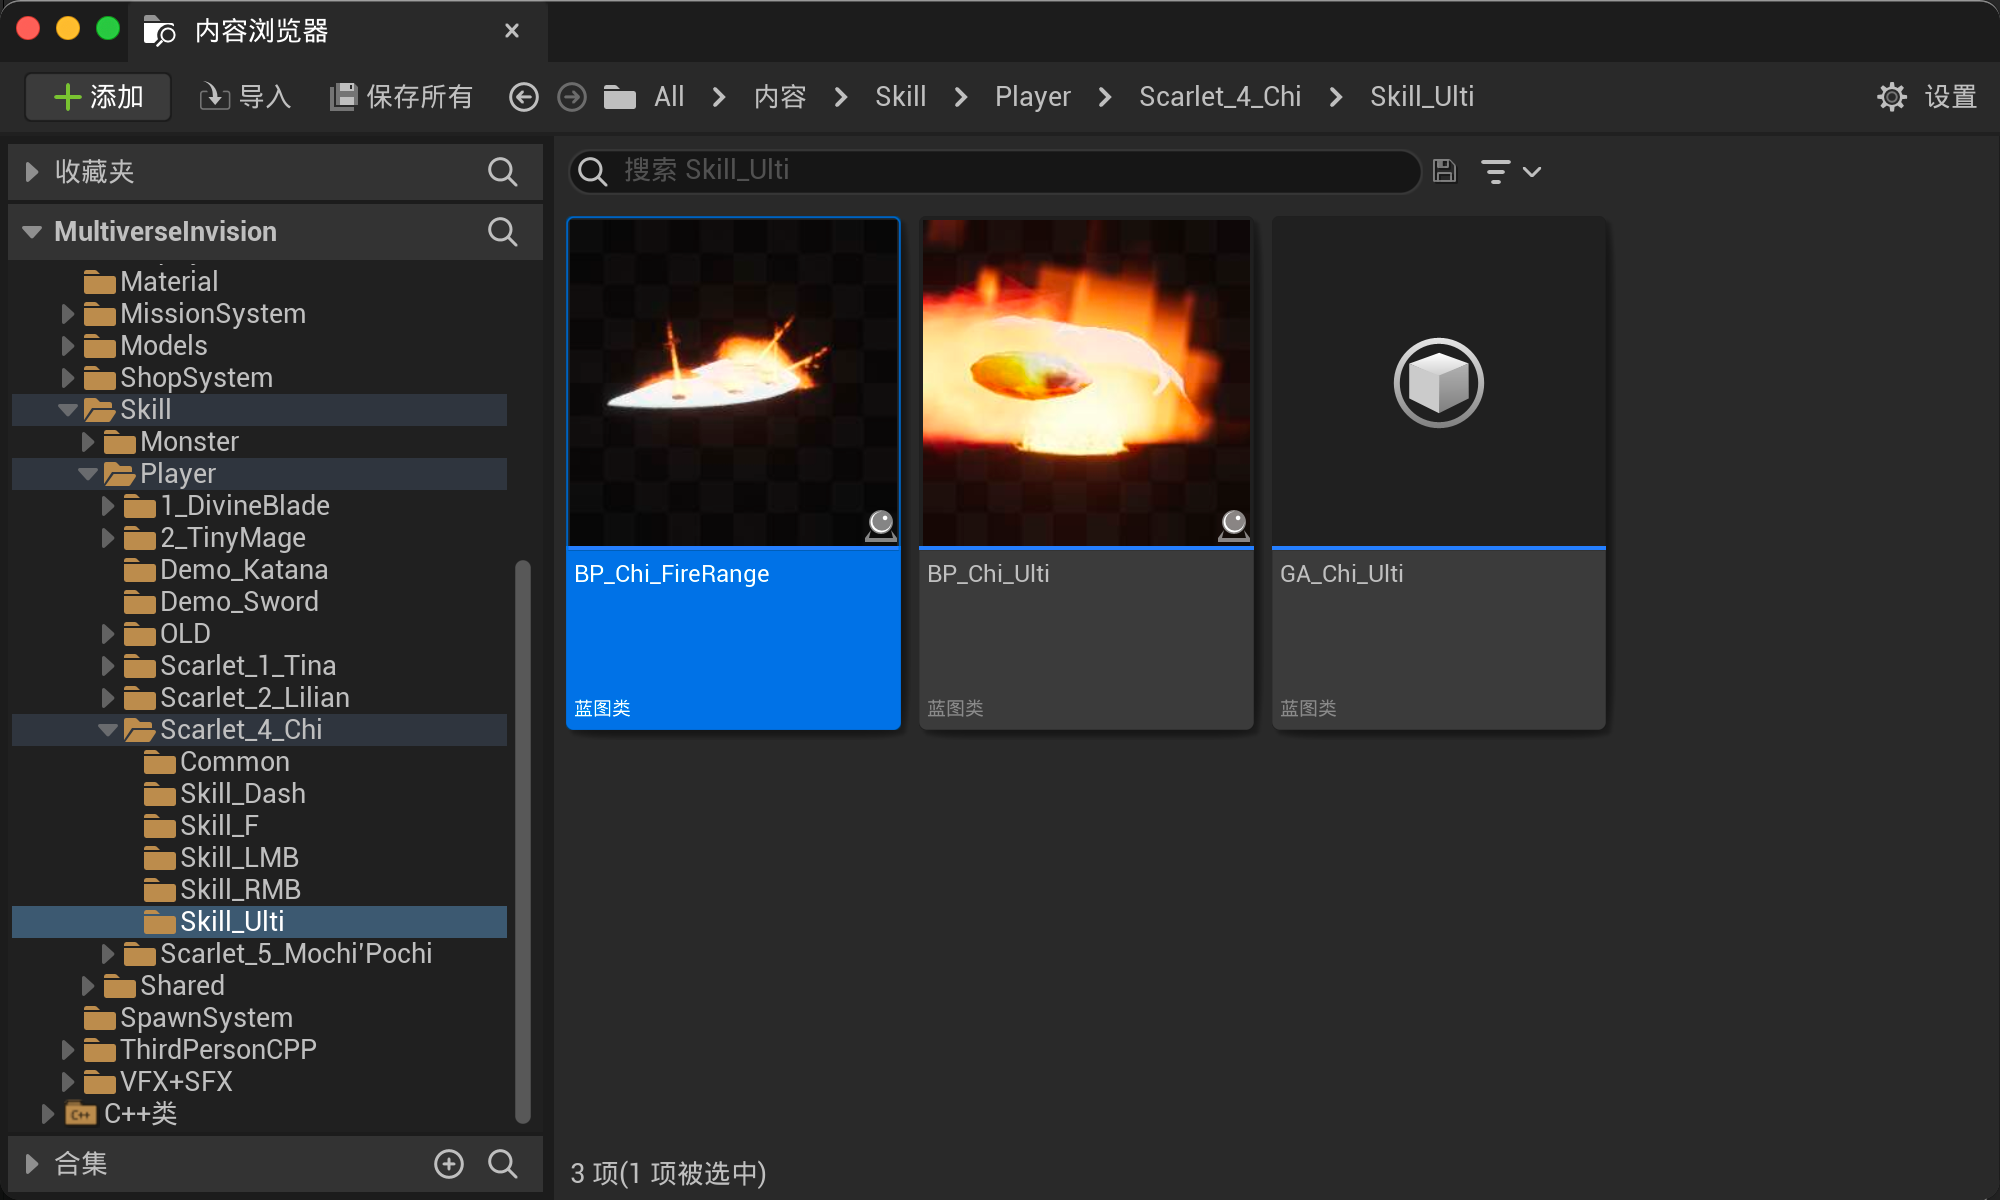 内容浏览器
添加 导入 保存所有 All 内容 Skill Player Scarlet_4_Chi Skill_Ulti 设置
收藏夹
MultiverseInvision
Material
MissionSystem
Models
ShopSystem
Skill
Monster
Player
1_DivineBlade
2_TinyMage
Demo_Katana
Demo_Sword
OLD
Scarlet_1_Tina
Scarlet_2_Lilian
Scarlet_4_Chi
Common
Skill_Dash
Skill_F
Skill_LMB
Skill_RMB
Skill_Ulti
Scarlet_5_Mochi'Pochi
Shared
SpawnSystem
ThirdPersonCPP
VFX+SFX
C++ C++类
合集
搜索 Skill_Ulti
BP_Chi_FireRange
蓝图类
BP_Chi_Ulti
蓝图类
GA_Chi_Ulti
蓝图类
3 项(1 项被选中)